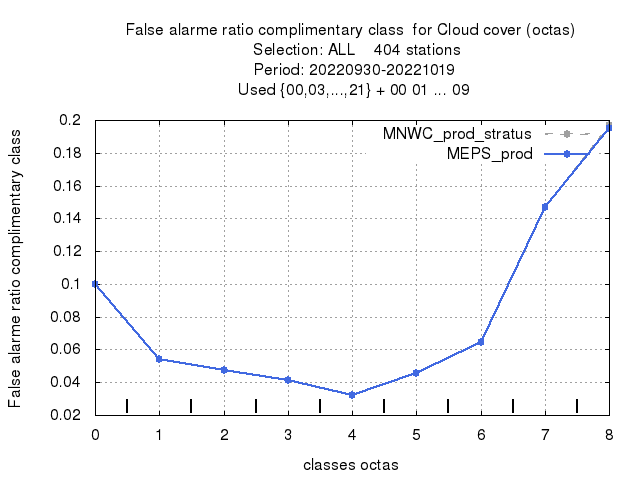 False alarme ratio complimentary class  for Cloud cover (octas)
Selection: ALL    404 stations
Period: 20220930-20221019
Used {00,03,...,21} + 00 01 ... 09
MNWC_prod_stratus
MEPS_prod
False alarme ratio complimentary class
0.2
0.18
0.16
0.14
0.12
0.1
0.08
0.06
0.04
0.02
0 1 2 3 4 5 6 7 8
classes octas